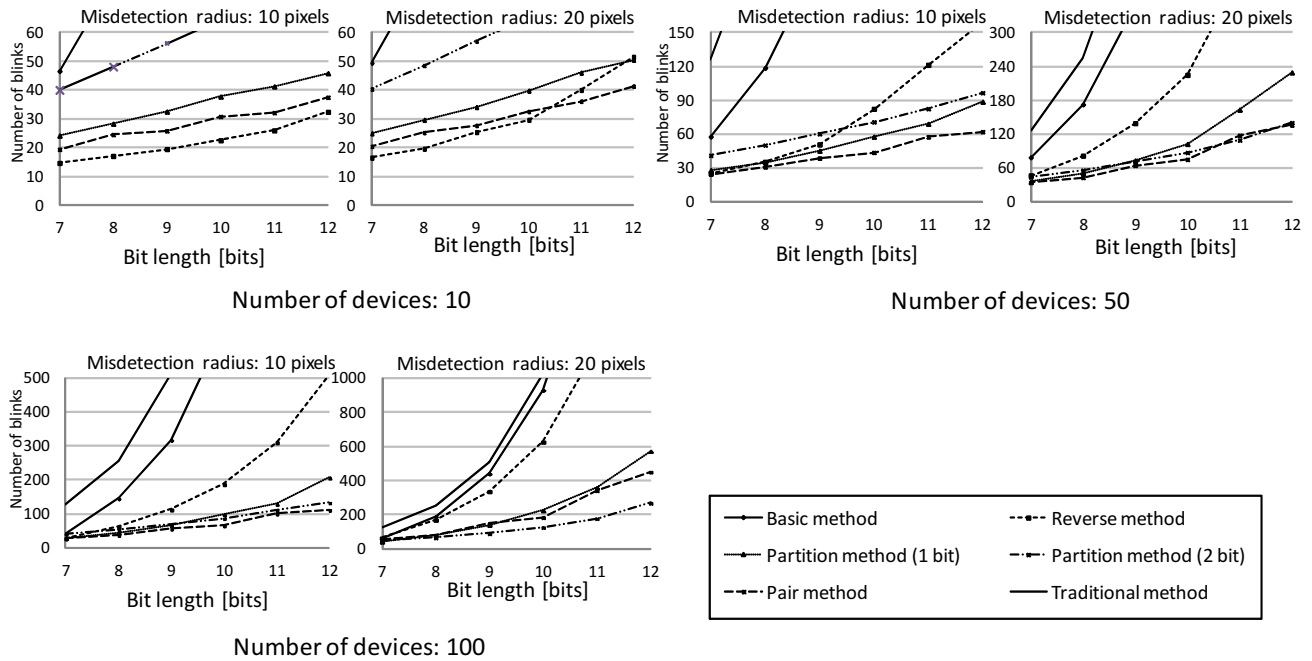 Misdetection radius: 10 pixels
Number of blinks
60
50
40
30
20
10
0
7 8 9 10 11 12
Bit length [bits]
Misdetection radius: 20 pixels
60
50
40
30
20
10
0
7 8 9 10 11 12
Bit length [bits]
Number of devices: 10
Misdetection radius: 10 pixels
Number of blinks
150
120
90
60
30
0
7 8 9 10 11 12
Bit length [bits]
Misdetection radius: 20 pixels
300
240
180
120
60
0
7 8 9 10 11 12
Bit length [bits]
Number of devices: 50
Misdetection radius: 10 pixels
Number of blinks
500
400
300
200
100
0
7 8 9 10 11 12
Bit length [bits]
Misdetection radius: 20 pixels
1000
800
600
400
200
0
7 8 9 10 11 12
Bit length [bits]
Number of devices: 100
Basic method
Reverse method
Partition method (1 bit)
Partition method (2 bit)
Pair method
Traditional method